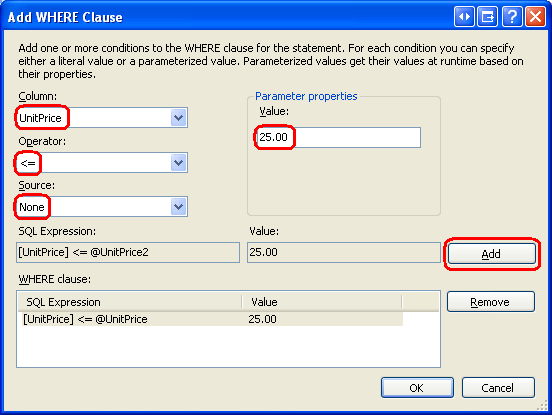 Add WHERE Clause
Add one or more conditions to the WHERE clause for the statement. For each condition you can specify
either a literal value or a parameterized value. Parameterized values get their values at runtime based on
their properties.
Column:
UnitPrice
Operator:
<=
Source:
None
Parameter properties
Value:
25.00
SQL Expression:
Value:
[UnitPrice] <= @UnitPrice2
25.00
Add
WHERE clause:
SQL Expression
Value
[UnitPrice] <= @UnitPrice
25.00
Remove
OK
Cancel